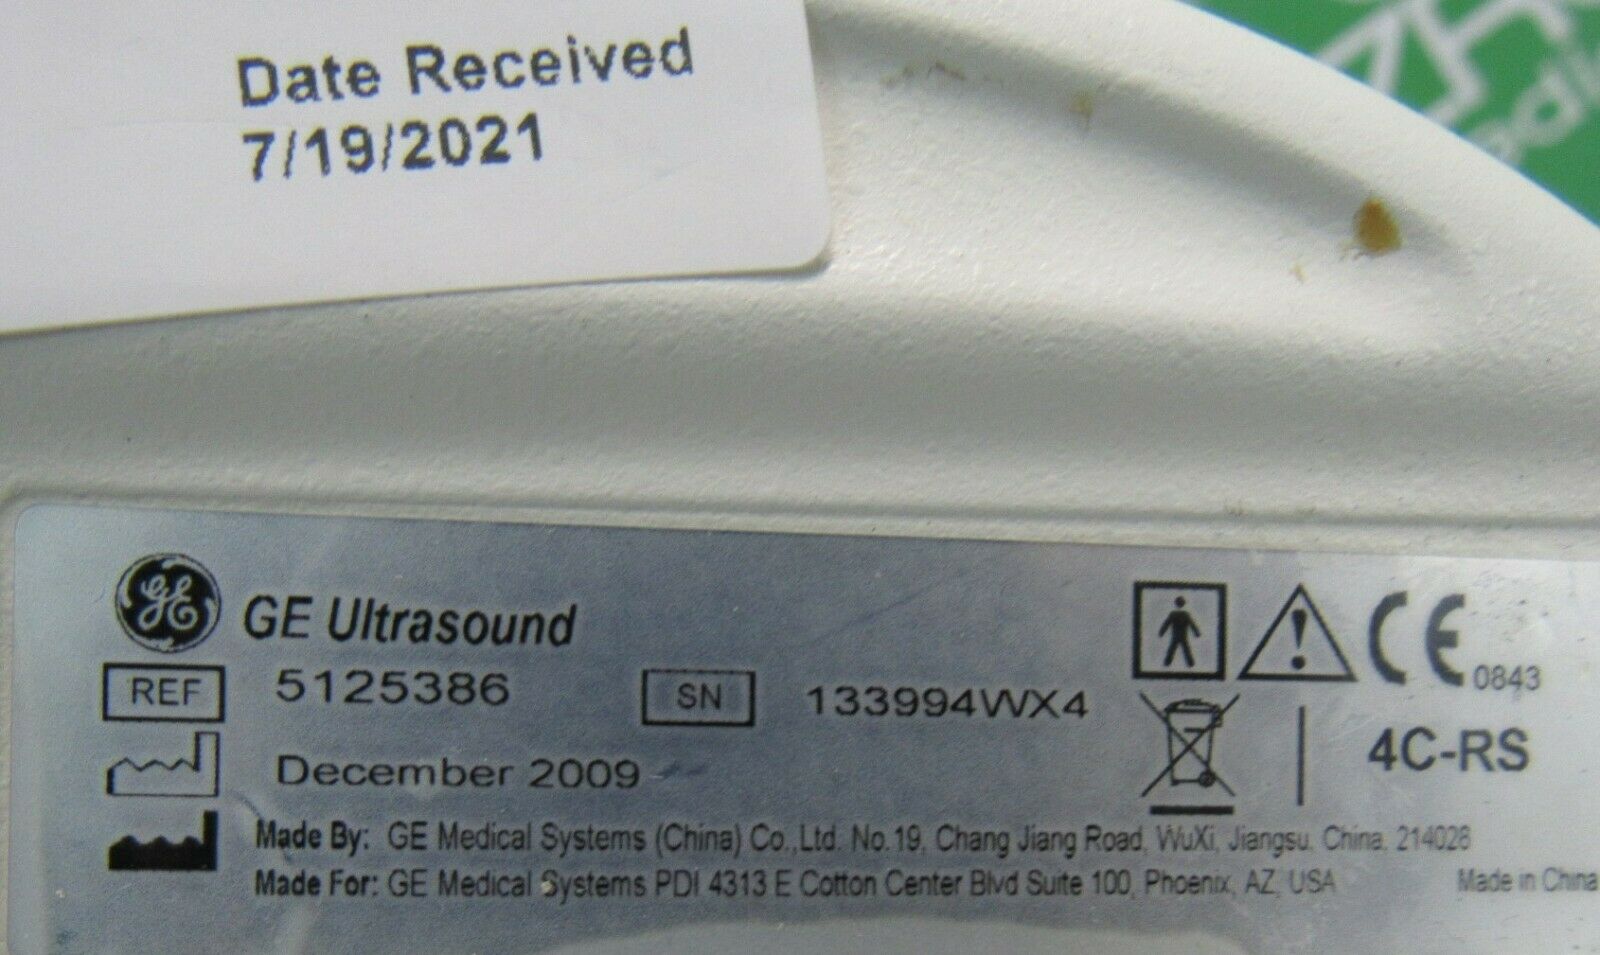 Date Received
7/19/2021
GE GE Ultrasound
REF 5125386 SN 133994WX4
CE 0843
December 2009
4C-RS
Made By: GE Medical Systems (China) Co.,Ltd. No.19, Chang Jiang Road, WuXi, Jiangsu, China, 214028
Made For: GE Medical Systems PDI 4313 E Cotton Center Blvd Suite 100, Phoenix, AZ, USA
Made in China